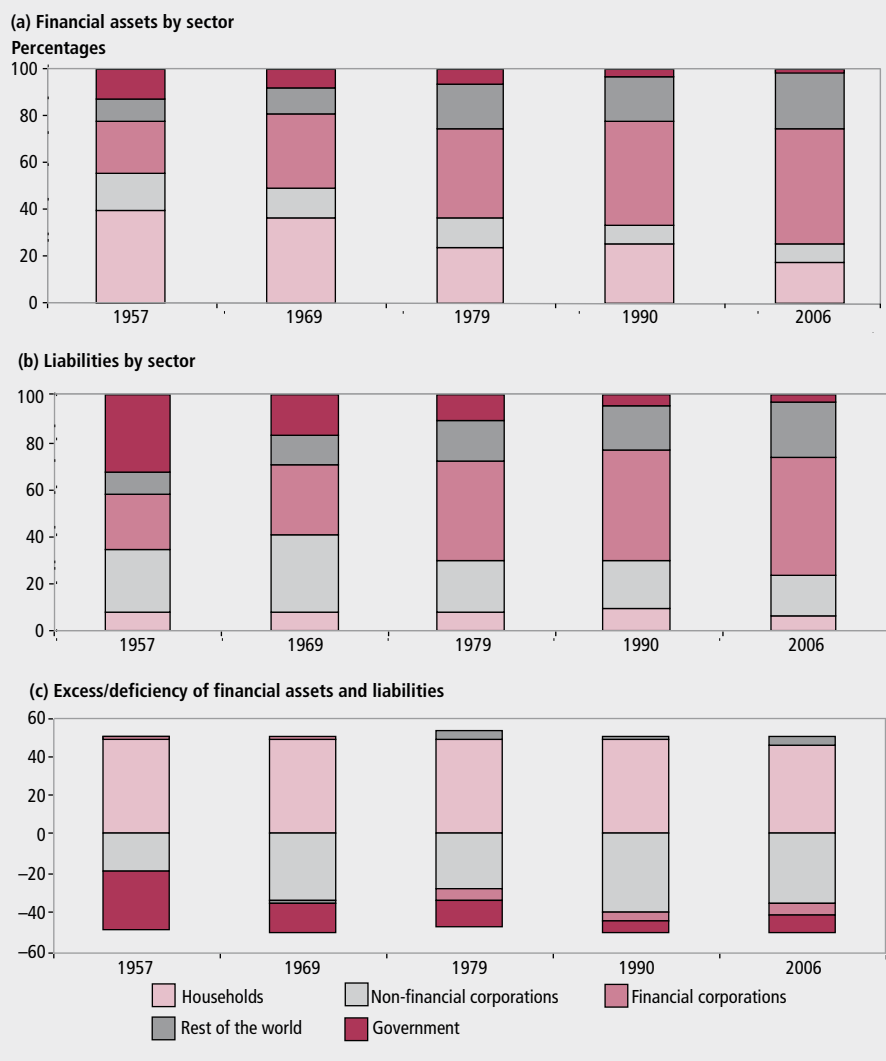 (a) Financial assets by sector
Percentages
100
80
60
40
20
0
1957 1969 1979 1990 2006
(b) Liabilities by sector
100
80
60
40
20
0
1957 1969 1979 1990 2006
(c) Excess/deficiency of financial assets and liabilities
60
40
20
0
–20
–40
–60
1957 1969 1979 1990 2006
Households Non-financial corporations Financial corporations
Rest of the world Government